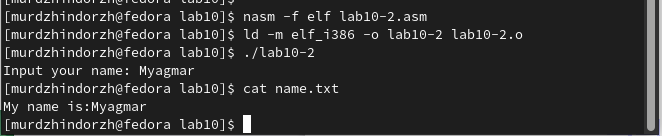 [murdzhindorzh@fedora lab10]$ nasm -f elf lab10-2.asm
[murdzhindorzh@fedora lab10]$ ld -m elf_i386 -o lab10-2 lab10-2.o
[murdzhindorzh@fedora lab10]$ ./lab10-2
Input your name: Myagmar
[murdzhindorzh@fedora lab10]$ cat name.txt
My name is:Myagmar
[murdzhindorzh@fedora lab10]$